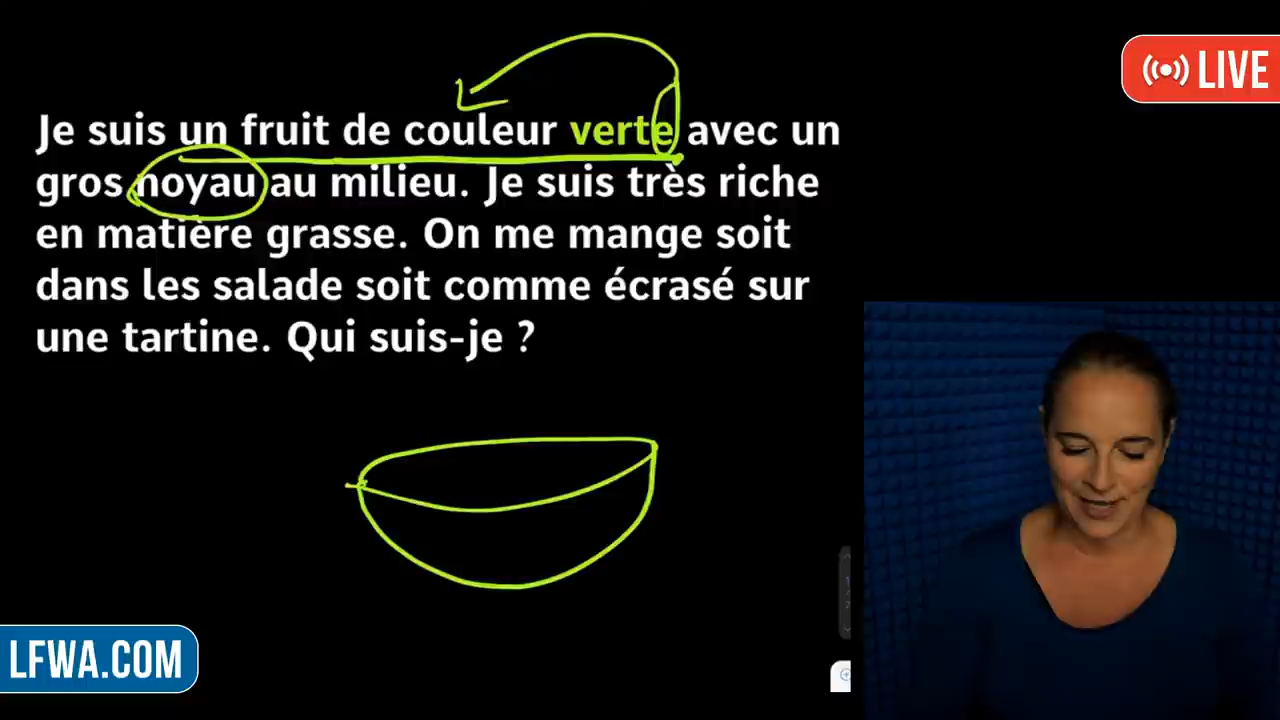 LIVE
Je suis un fruit de couleur verte avec un
gros noyau au milieu. Je suis très riche
en matière grasse. On me mange soit
dans les salade soit comme écrasé sur
une tartine. Qui suis-je ?
LFWA.COM